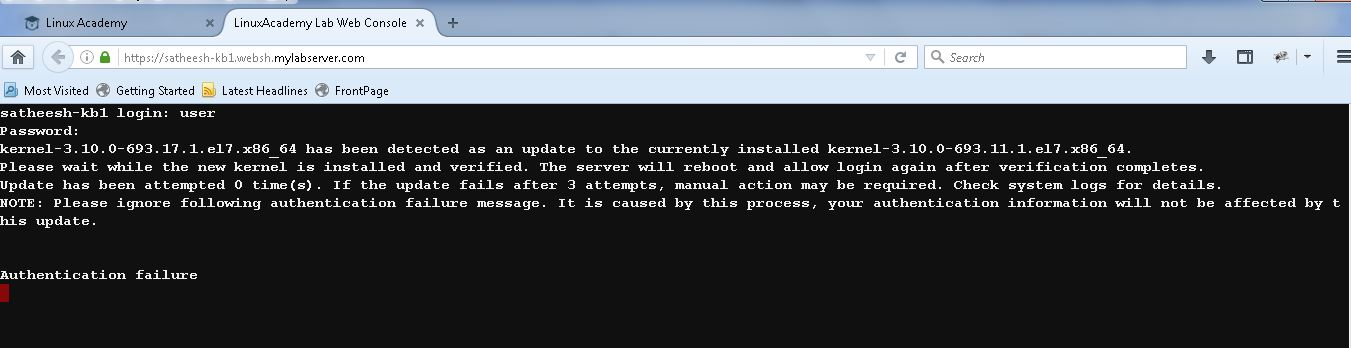 Linux Academy
LinuxAcademy Lab Web Console
https://satheesh-kb1.websh.mylabserver.com
Search
Most Visited
Getting Started
Latest Headlines
FrontPage
satheesh-kb1 login: user
Password:
kernel-3.10.0-693.17.1.el7.x86_64 has been detected as an update to the currently installed kernel-3.10.0-693.11.1.el7.x86_64.
Please wait while the new kernel is installed and verified. The server will reboot and allow login again after verification completes.
Update has been attempted 0 time(s). If the update fails after 3 attempts, manual action may be required. Check system logs for details.
NOTE: Please ignore following authentication failure message. It is caused by this process, your authentication information will not be affected by t
his update.
Authentication failure